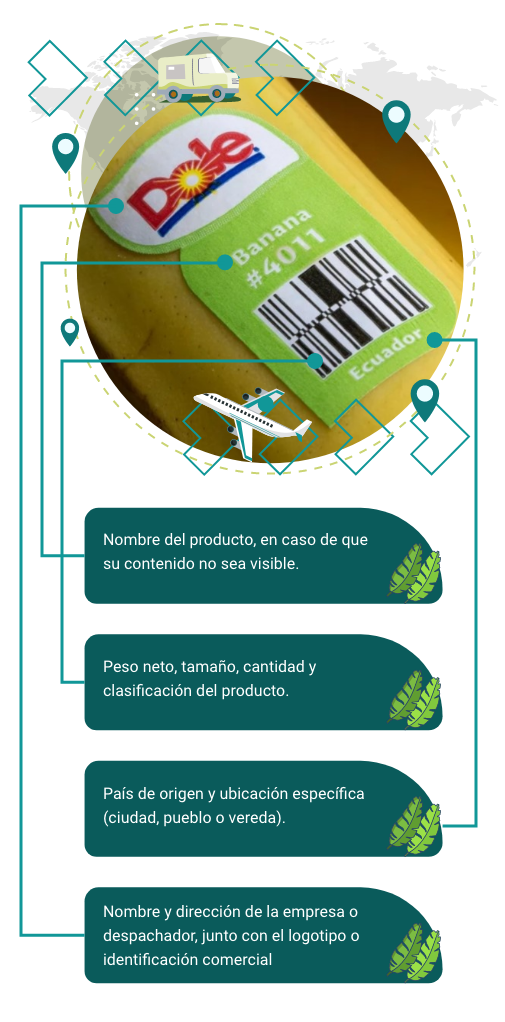 Dole
Banana
#4011
Ecuador
Nombre del producto, en caso de que
su contenido no sea visible.
Peso neto, tamaño, cantidad y
clasificación del producto.
País de origen y ubicación específica
(ciudad, pueblo o vereda).
Nombre y dirección de la empresa o
despachador, junto con el logotipo o
identificación comercial